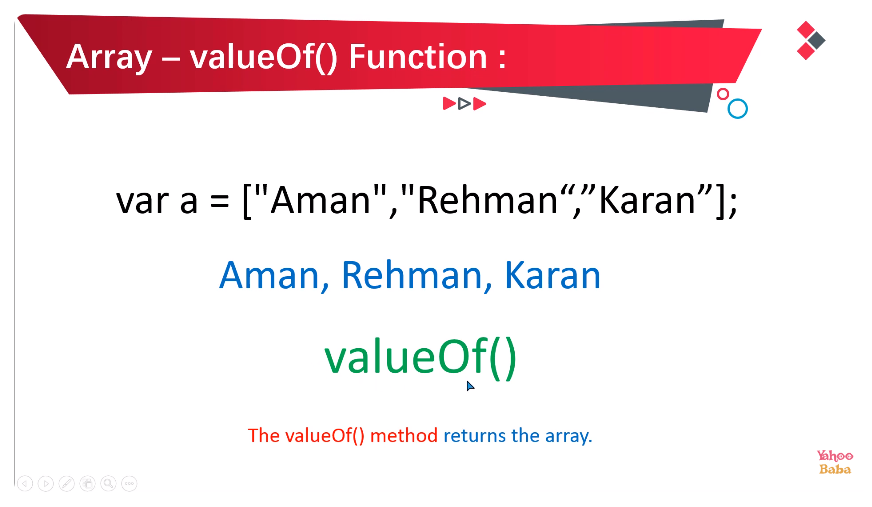 Array – valueOf() Function :
var a = ["Aman","Rehman“,”Karan”];
Aman, Rehman, Karan
valueOf()
The valueOf() method returns the array.
Yahoo
Baba